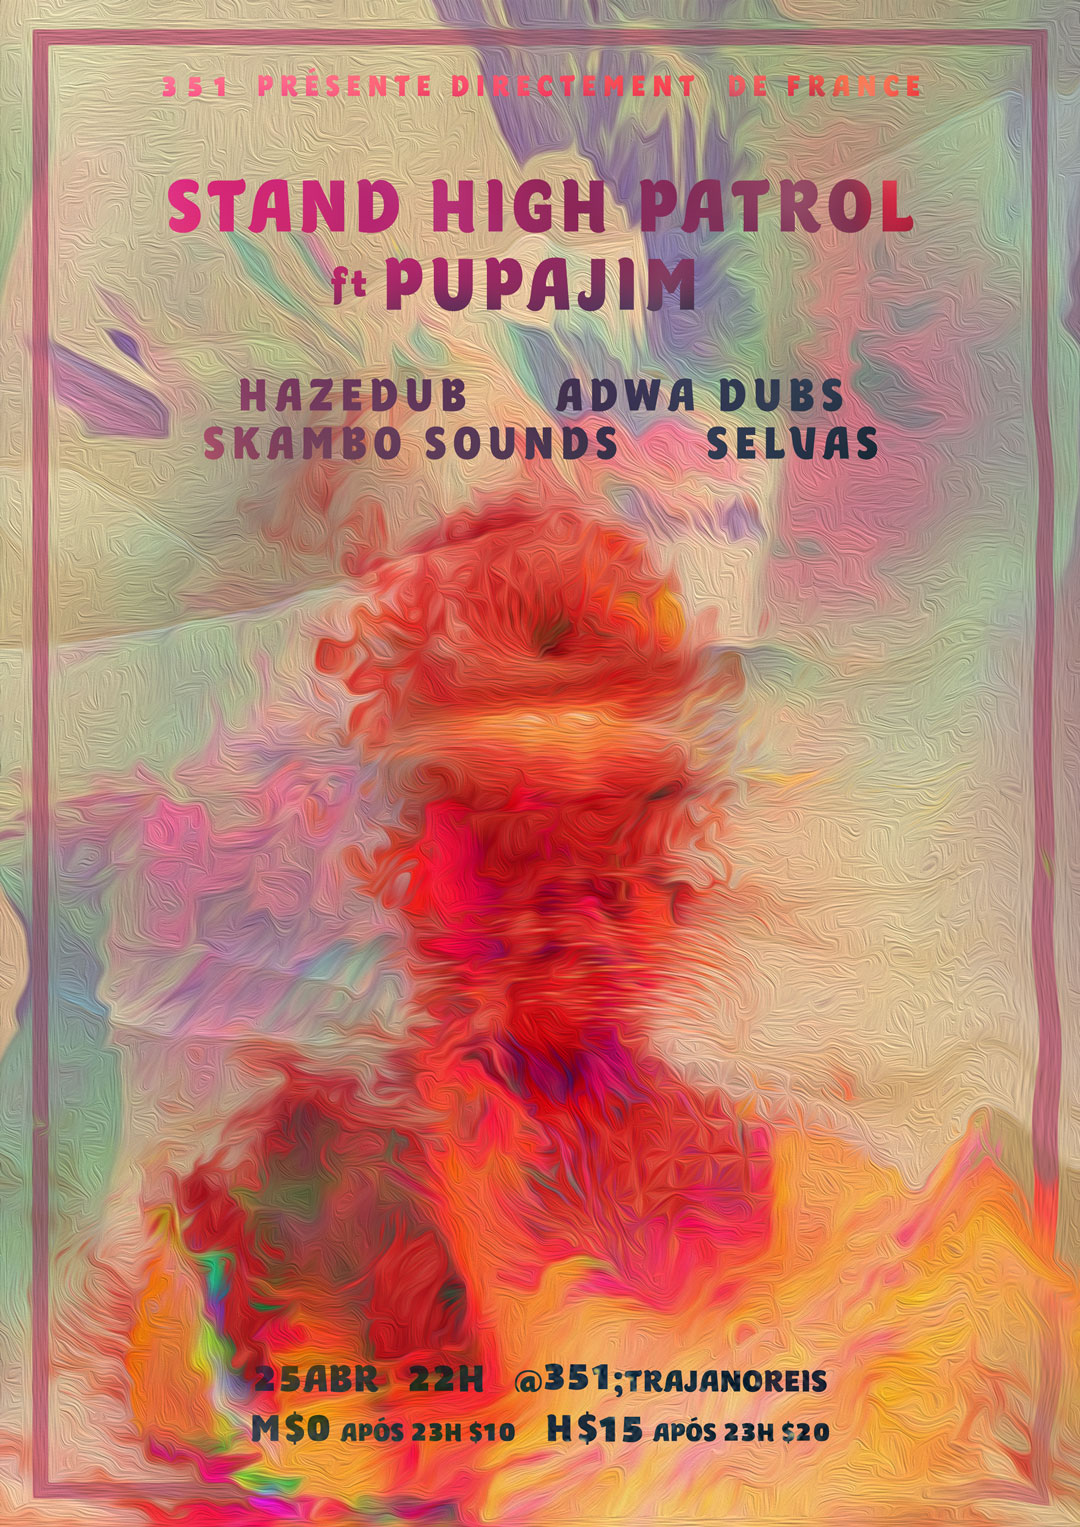 351 PRÉSENTE DIRECTEMENT DE FRANCE
STAND HIGH PATROL
ft PUPAJIM
HAZEDUB ADWA DUBS
SKAMBO SOUNDS SELVAS
25ABR 22H @351;TRAJANOREIS
M$0 APÓS 23H $10 H$15 APÓS 23H $20